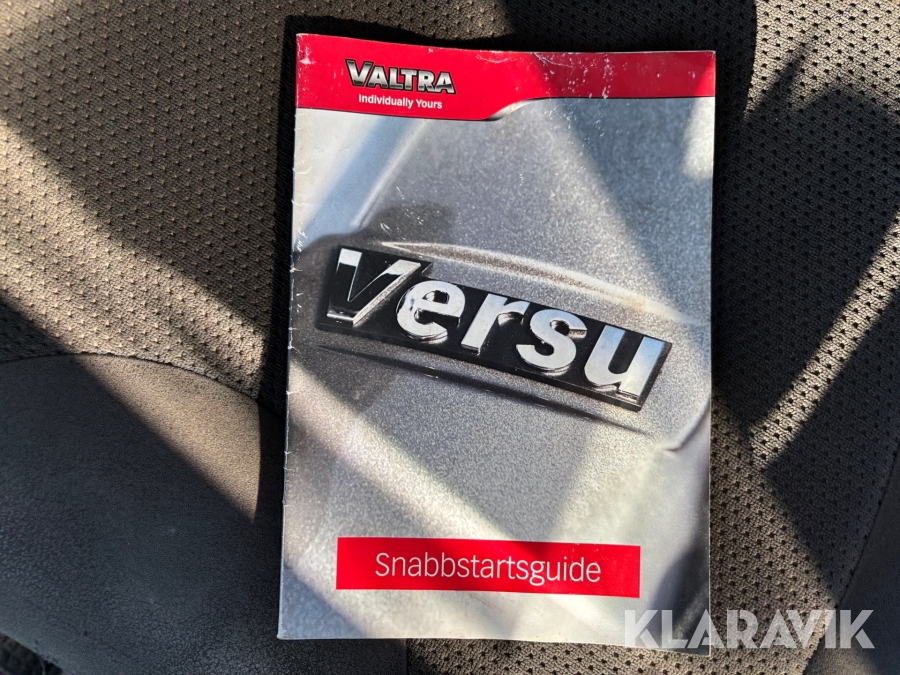 VALTRA
Individually Yours
Versu
Snabbstartsguide
KLARAVIK